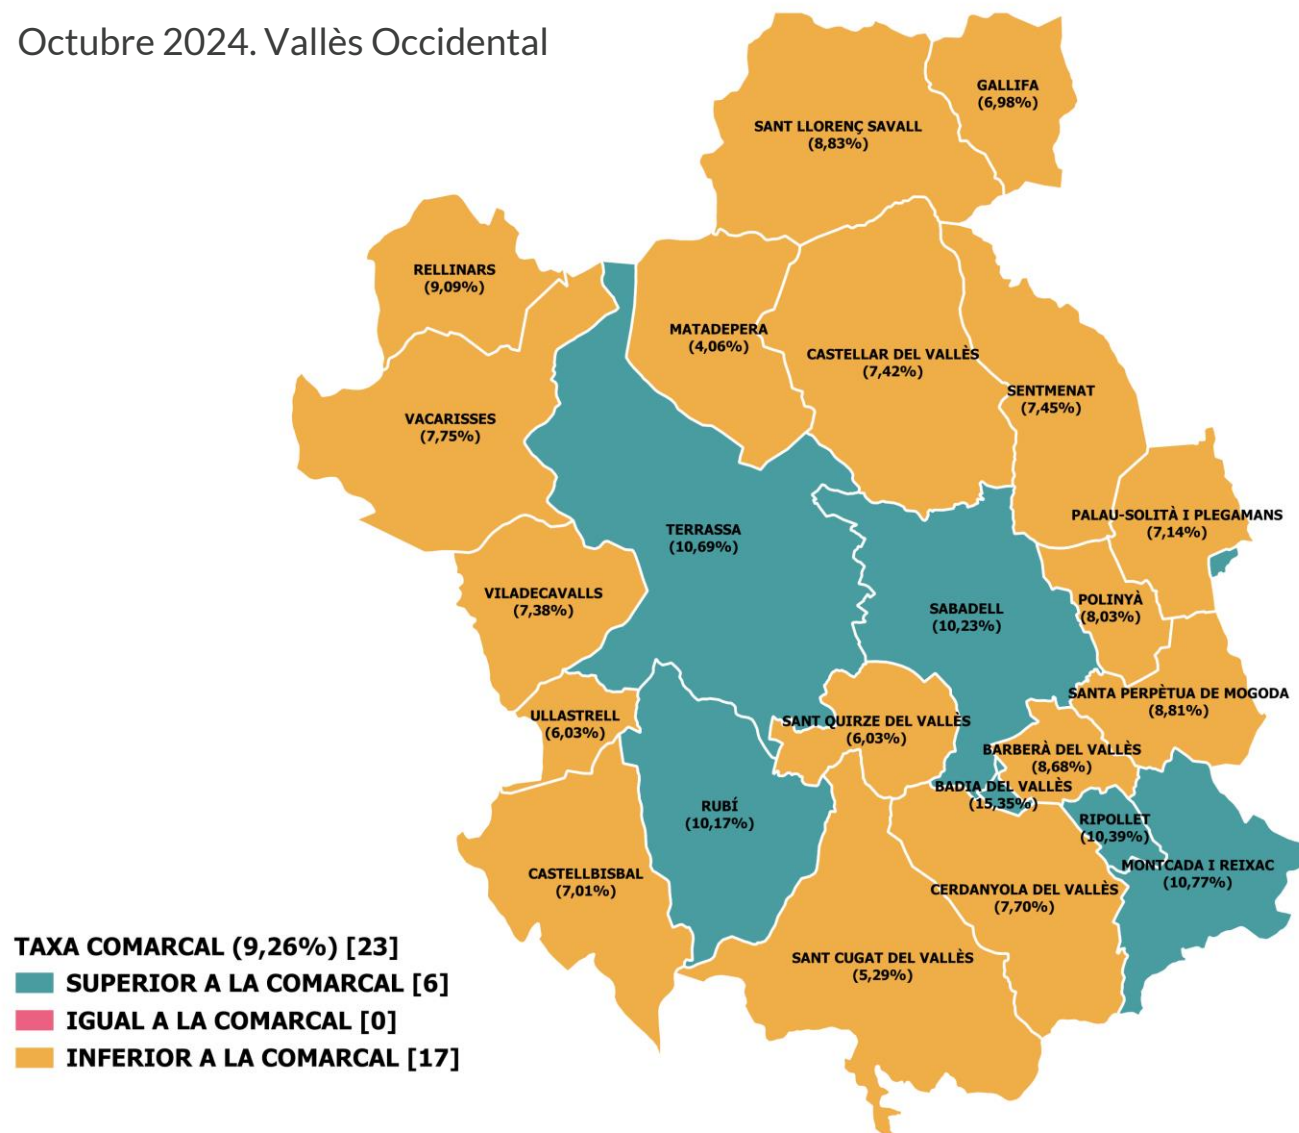 Octubre 2024. Vallès Occidental
GALLIFA
(6,98%)
SANT LLORENÇ SAVALL
(8,83%)
RELLINARS
(9,09%)
MATADEPERA
(4,06%)
CASTELLAR DEL VALLÈS
(7,42%)
SENTMENAT
(7,45%)
VACARISSES
(7,75%)
PALAU-SOLITÀ I PLEGAMANS
(7,14%)
TERRASSA
(10,69%)
VILADECAVALLS
(7,38%)
SABADELL
(10,23%)
POLINYÀ
(8,03%)
SANTA PERPÈTUA DE MOGODA
(8,81%)
ULLASTRELL
(6,03%)
SANT QUIRZE DEL VALLÈS
(6,03%)
BARBERÀ DEL VALLÈS
(8,68%)
BADIA DEL VALLÈS
(15,35%)
RUBÍ
(10,17%)
RIPOLLET
(10,39%)
MONTCADA I REIXAC
(10,77%)
CASTELLBISBAL
(7,01%)
CERDANYOLA DEL VALLÈS
(7,70%)
SANT CUGAT DEL VALLÈS
(5,29%)
TAXA COMARCAL (9,26%) [23]
SUPERIOR A LA COMARCAL [6]
IGUAL A LA COMARCAL [0]
INFERIOR A LA COMARCAL [17]